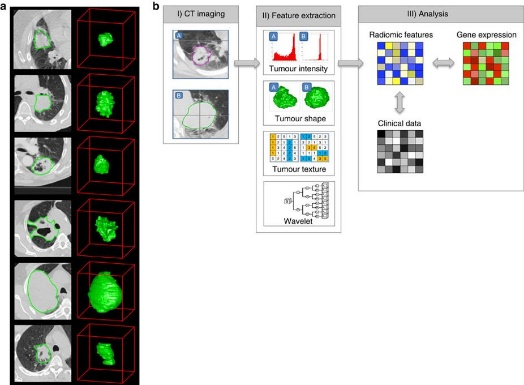 a
b
I) CT imaging
A
B
II) Feature extraction
A
B
Tumour intensity
A
B
Tumour shape
Tumour texture
Wavelet
III) Analysis
Radiomic features
Gene expression
Clinical data